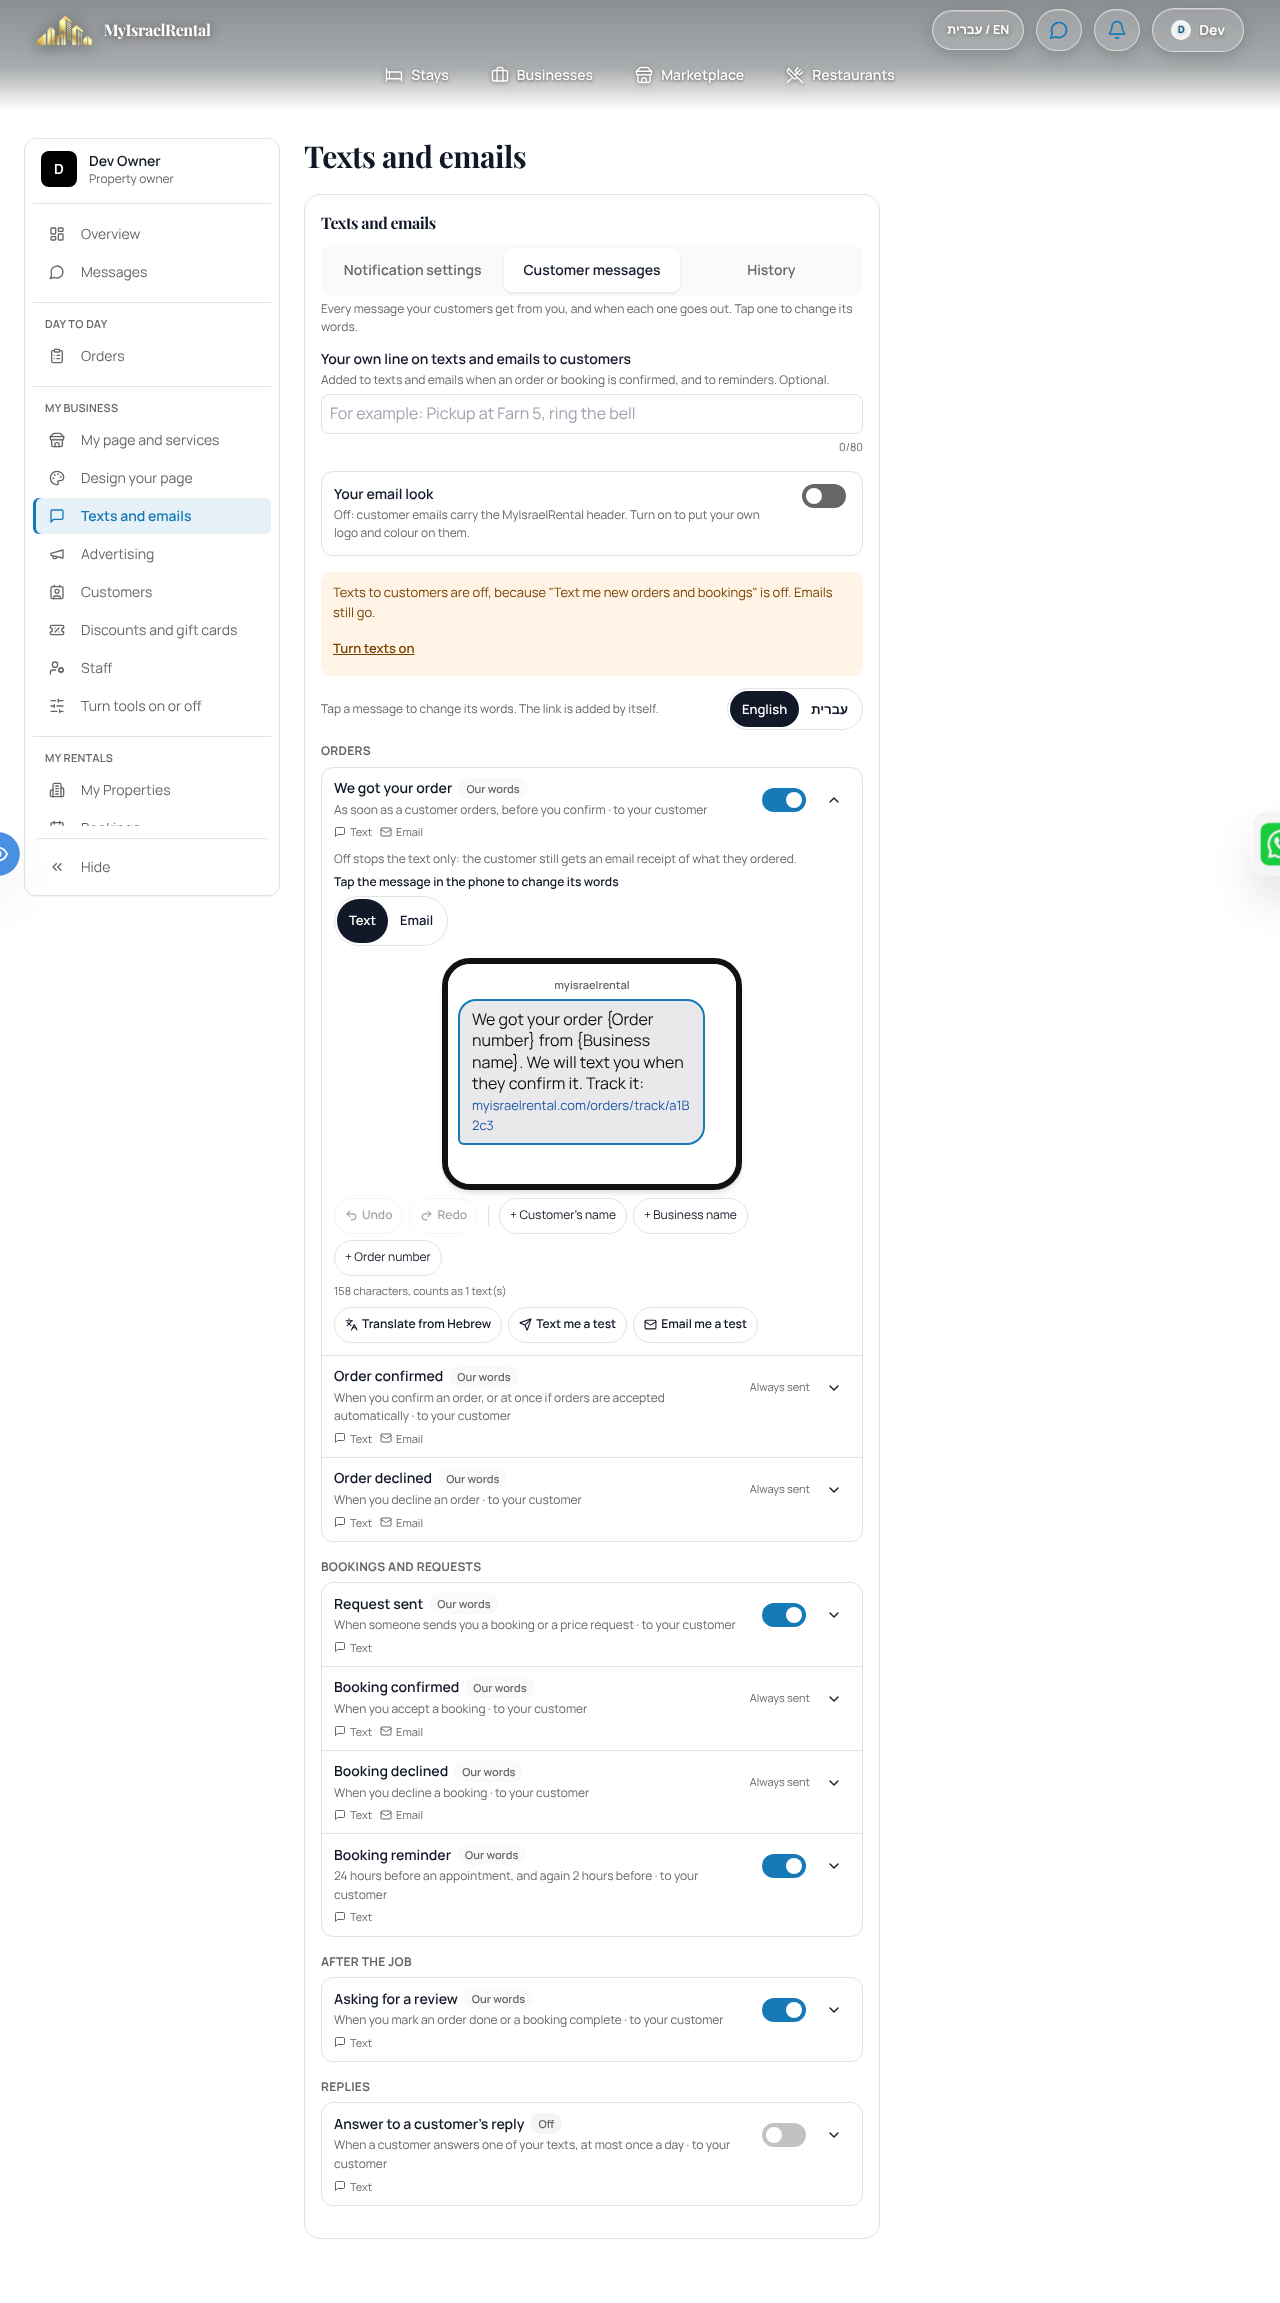 MyIsraelRental
עברית / EN
D
Dev
Stays
Businesses
Marketplace
Restaurants
D
Dev Owner
Property owner
Overview
Messages
DAY TO DAY
Orders
MY BUSINESS
My page and services
Design your page
Texts and emails
Advertising
Customers
Discounts and gift cards
Staff
Turn tools on or off
MY RENTALS
My Properties
Bookings
Hide
Texts and emails
Texts and emails
Notification settings
Customer messages
History
Every message your customers get from you, and when each one goes out. Tap one to change its
words.
Your own line on texts and emails to customers
Added to texts and emails when an order or booking is confirmed, and to reminders. Optional.
For example: Pickup at Farn 5, ring the bell
0/80
Your email look
Off: customer emails carry the MyIsraelRental header. Turn on to put your own
logo and colour on them.
Texts to customers are off, because "Text me new orders and bookings" is off. Emails
still go.
Turn texts on
Tap a message to change its words. The link is added by itself.
English
עברית
ORDERS
We got your order
Our words
As soon as a customer orders, before you confirm · to your customer
Text
Email
Off stops the text only: the customer still gets an email receipt of what they ordered.
Tap the message in the phone to change its words
Text
Email
myisraelrental
We got your order {Order
number} from {Business
name}. We will text you when
they confirm it. Track it:
myisraelrental.com/orders/track/a1B
2c3
Undo
Redo
+ Customer's name
+ Business name
+ Order number
158 characters, counts as 1 text(s)
Translate from Hebrew
Text me a test
Email me a test
Order confirmed
Our words
When you confirm an order, or at once if orders are accepted
automatically · to your customer
Text
Email
Always sent
Order declined
Our words
When you decline an order · to your customer
Text
Email
Always sent
BOOKINGS AND REQUESTS
Request sent
Our words
When someone sends you a booking or a price request · to your customer
Text
Booking confirmed
Our words
When you accept a booking · to your customer
Text
Email
Always sent
Booking declined
Our words
When you decline a booking · to your customer
Text
Email
Always sent
Booking reminder
Our words
24 hours before an appointment, and again 2 hours before · to your
customer
Text
AFTER THE JOB
Asking for a review
Our words
When you mark an order done or a booking complete · to your customer
Text
REPLIES
Answer to a customer's reply
Off
When a customer answers one of your texts, at most once a day · to your
customer
Text